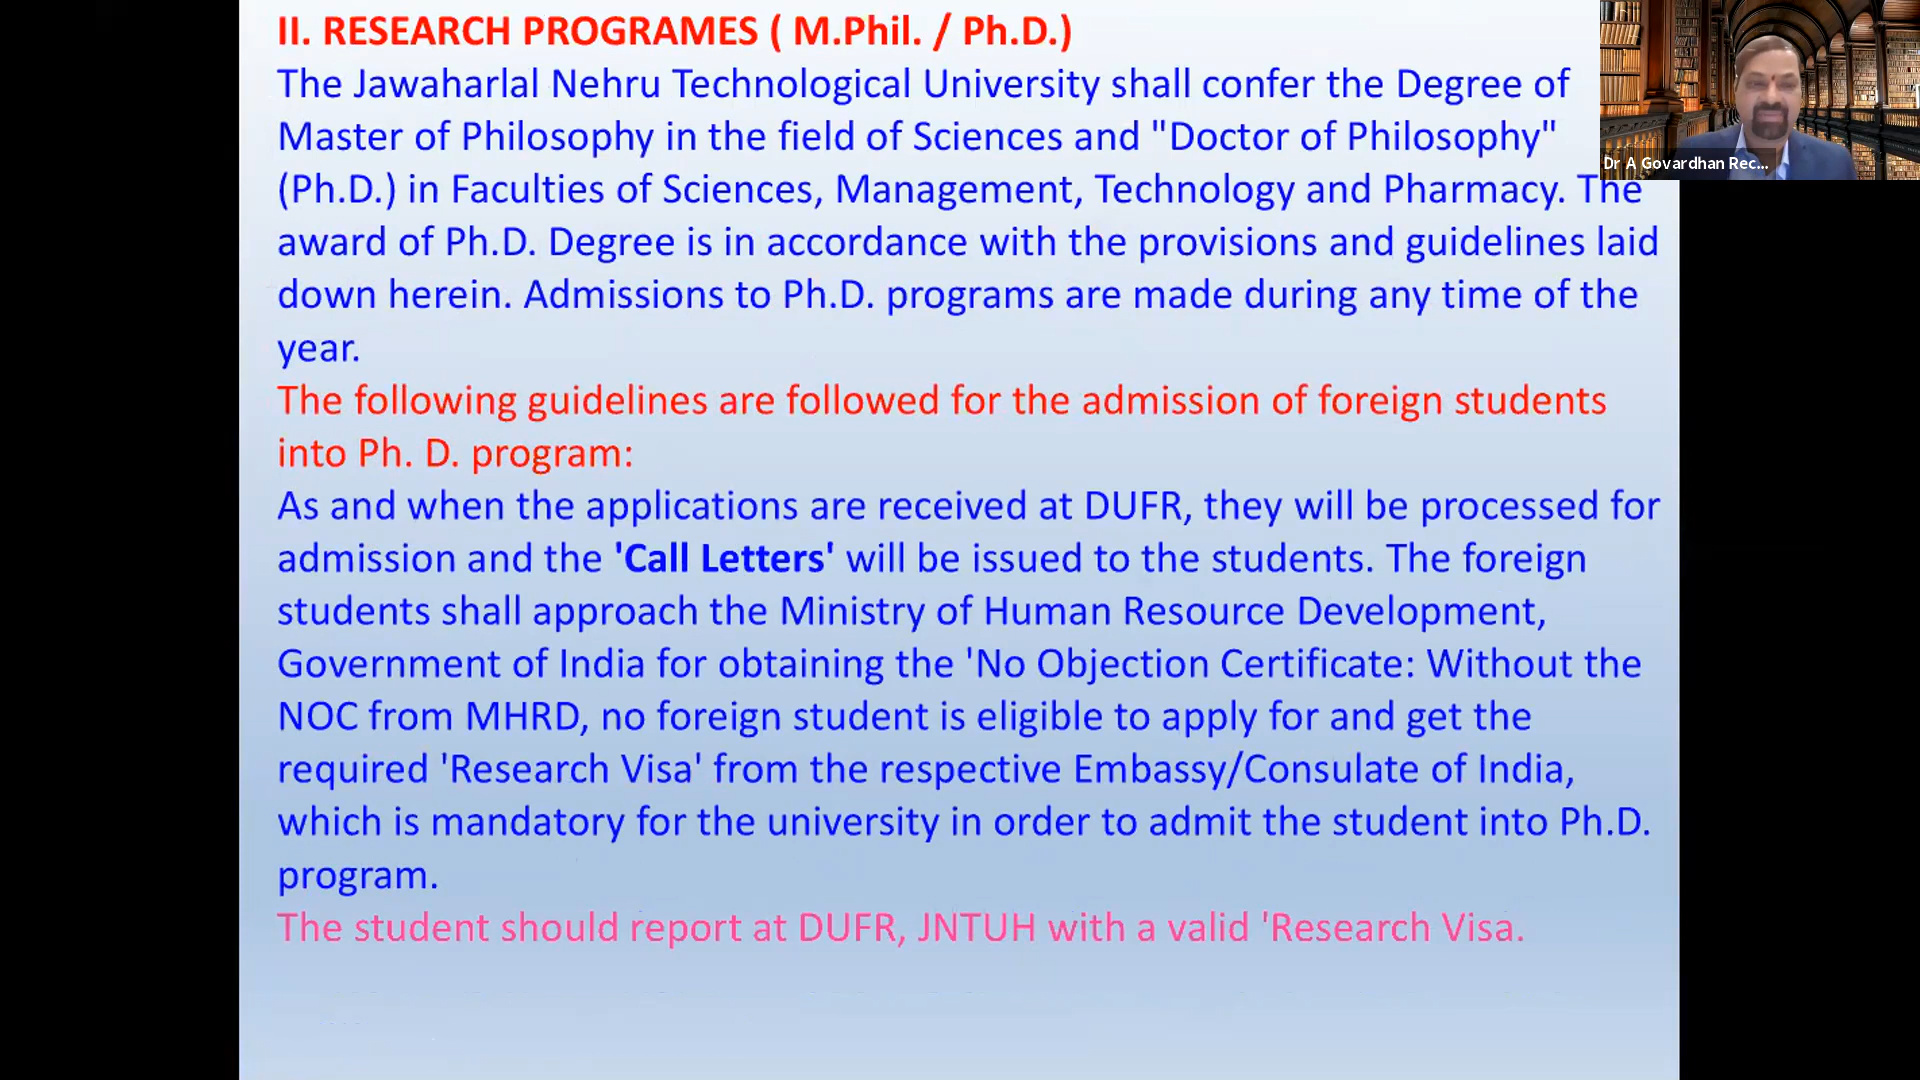 II. RESEARCH PROGRAMES ( M.Phil. / Ph.D.)
The Jawaharlal Nehru Technological University shall confer the Degree of
Master of Philosophy in the field of Sciences and "Doctor of Philosophy"
(Ph.D.) in Faculties of Sciences, Management, Technology and Pharmacy. The
award of Ph.D. Degree is in accordance with the provisions and guidelines laid
down herein. Admissions to Ph.D. programs are made during any time of the
year.
The following guidelines are followed for the admission of foreign students
into Ph. D. program:
As and when the applications are received at DUFR, they will be processed for
admission and the 'Call Letters' will be issued to the students. The foreign
students shall approach the Ministry of Human Resource Development,
Government of India for obtaining the 'No Objection Certificate: Without the
NOC from MHRD, no foreign student is eligible to apply for and get the
required 'Research Visa' from the respective Embassy/Consulate of India,
which is mandatory for the university in order to admit the student into Ph.D.
program.
The student should report at DUFR, JNTUH with a valid 'Research Visa.
Dr A Govardhan Rec...